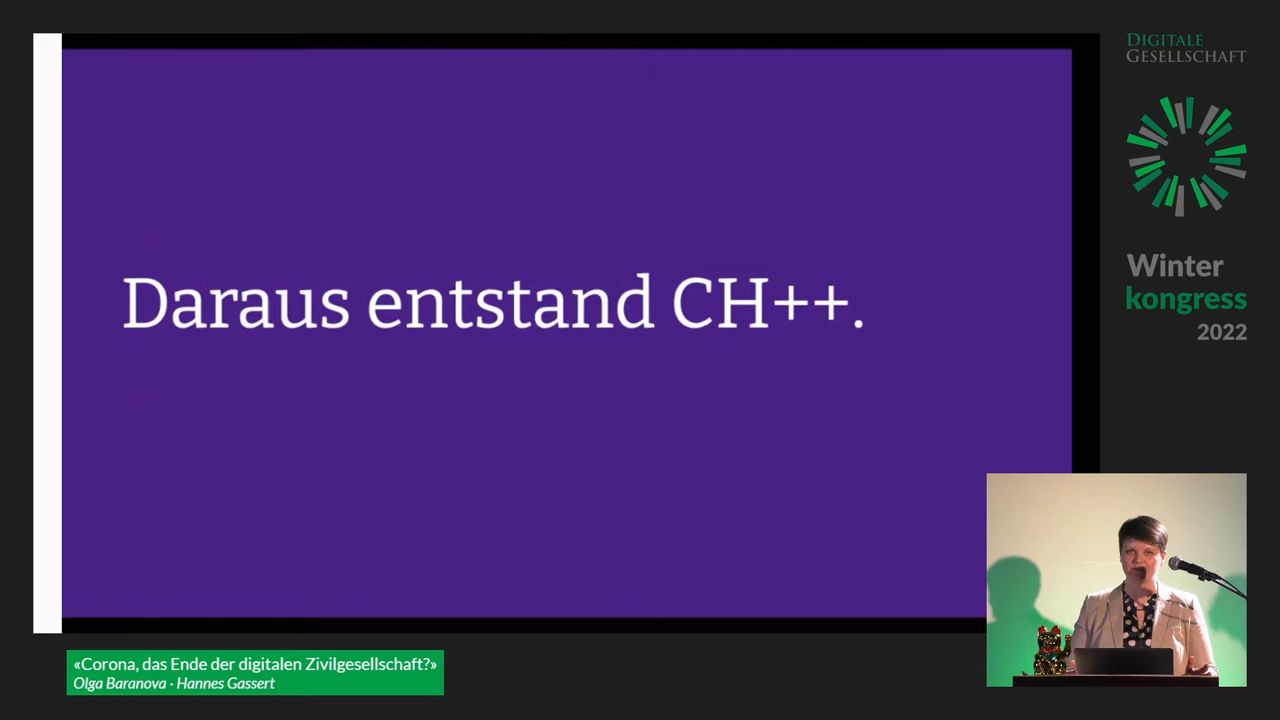 Daraus entstand CH++.
DIGITALE
GESELLSCHAFT
Winter
kongress
2022
«Corona, das Ende der digitalen Zivilgesellschaft?»
Olga Baranova · Hannes Gassert